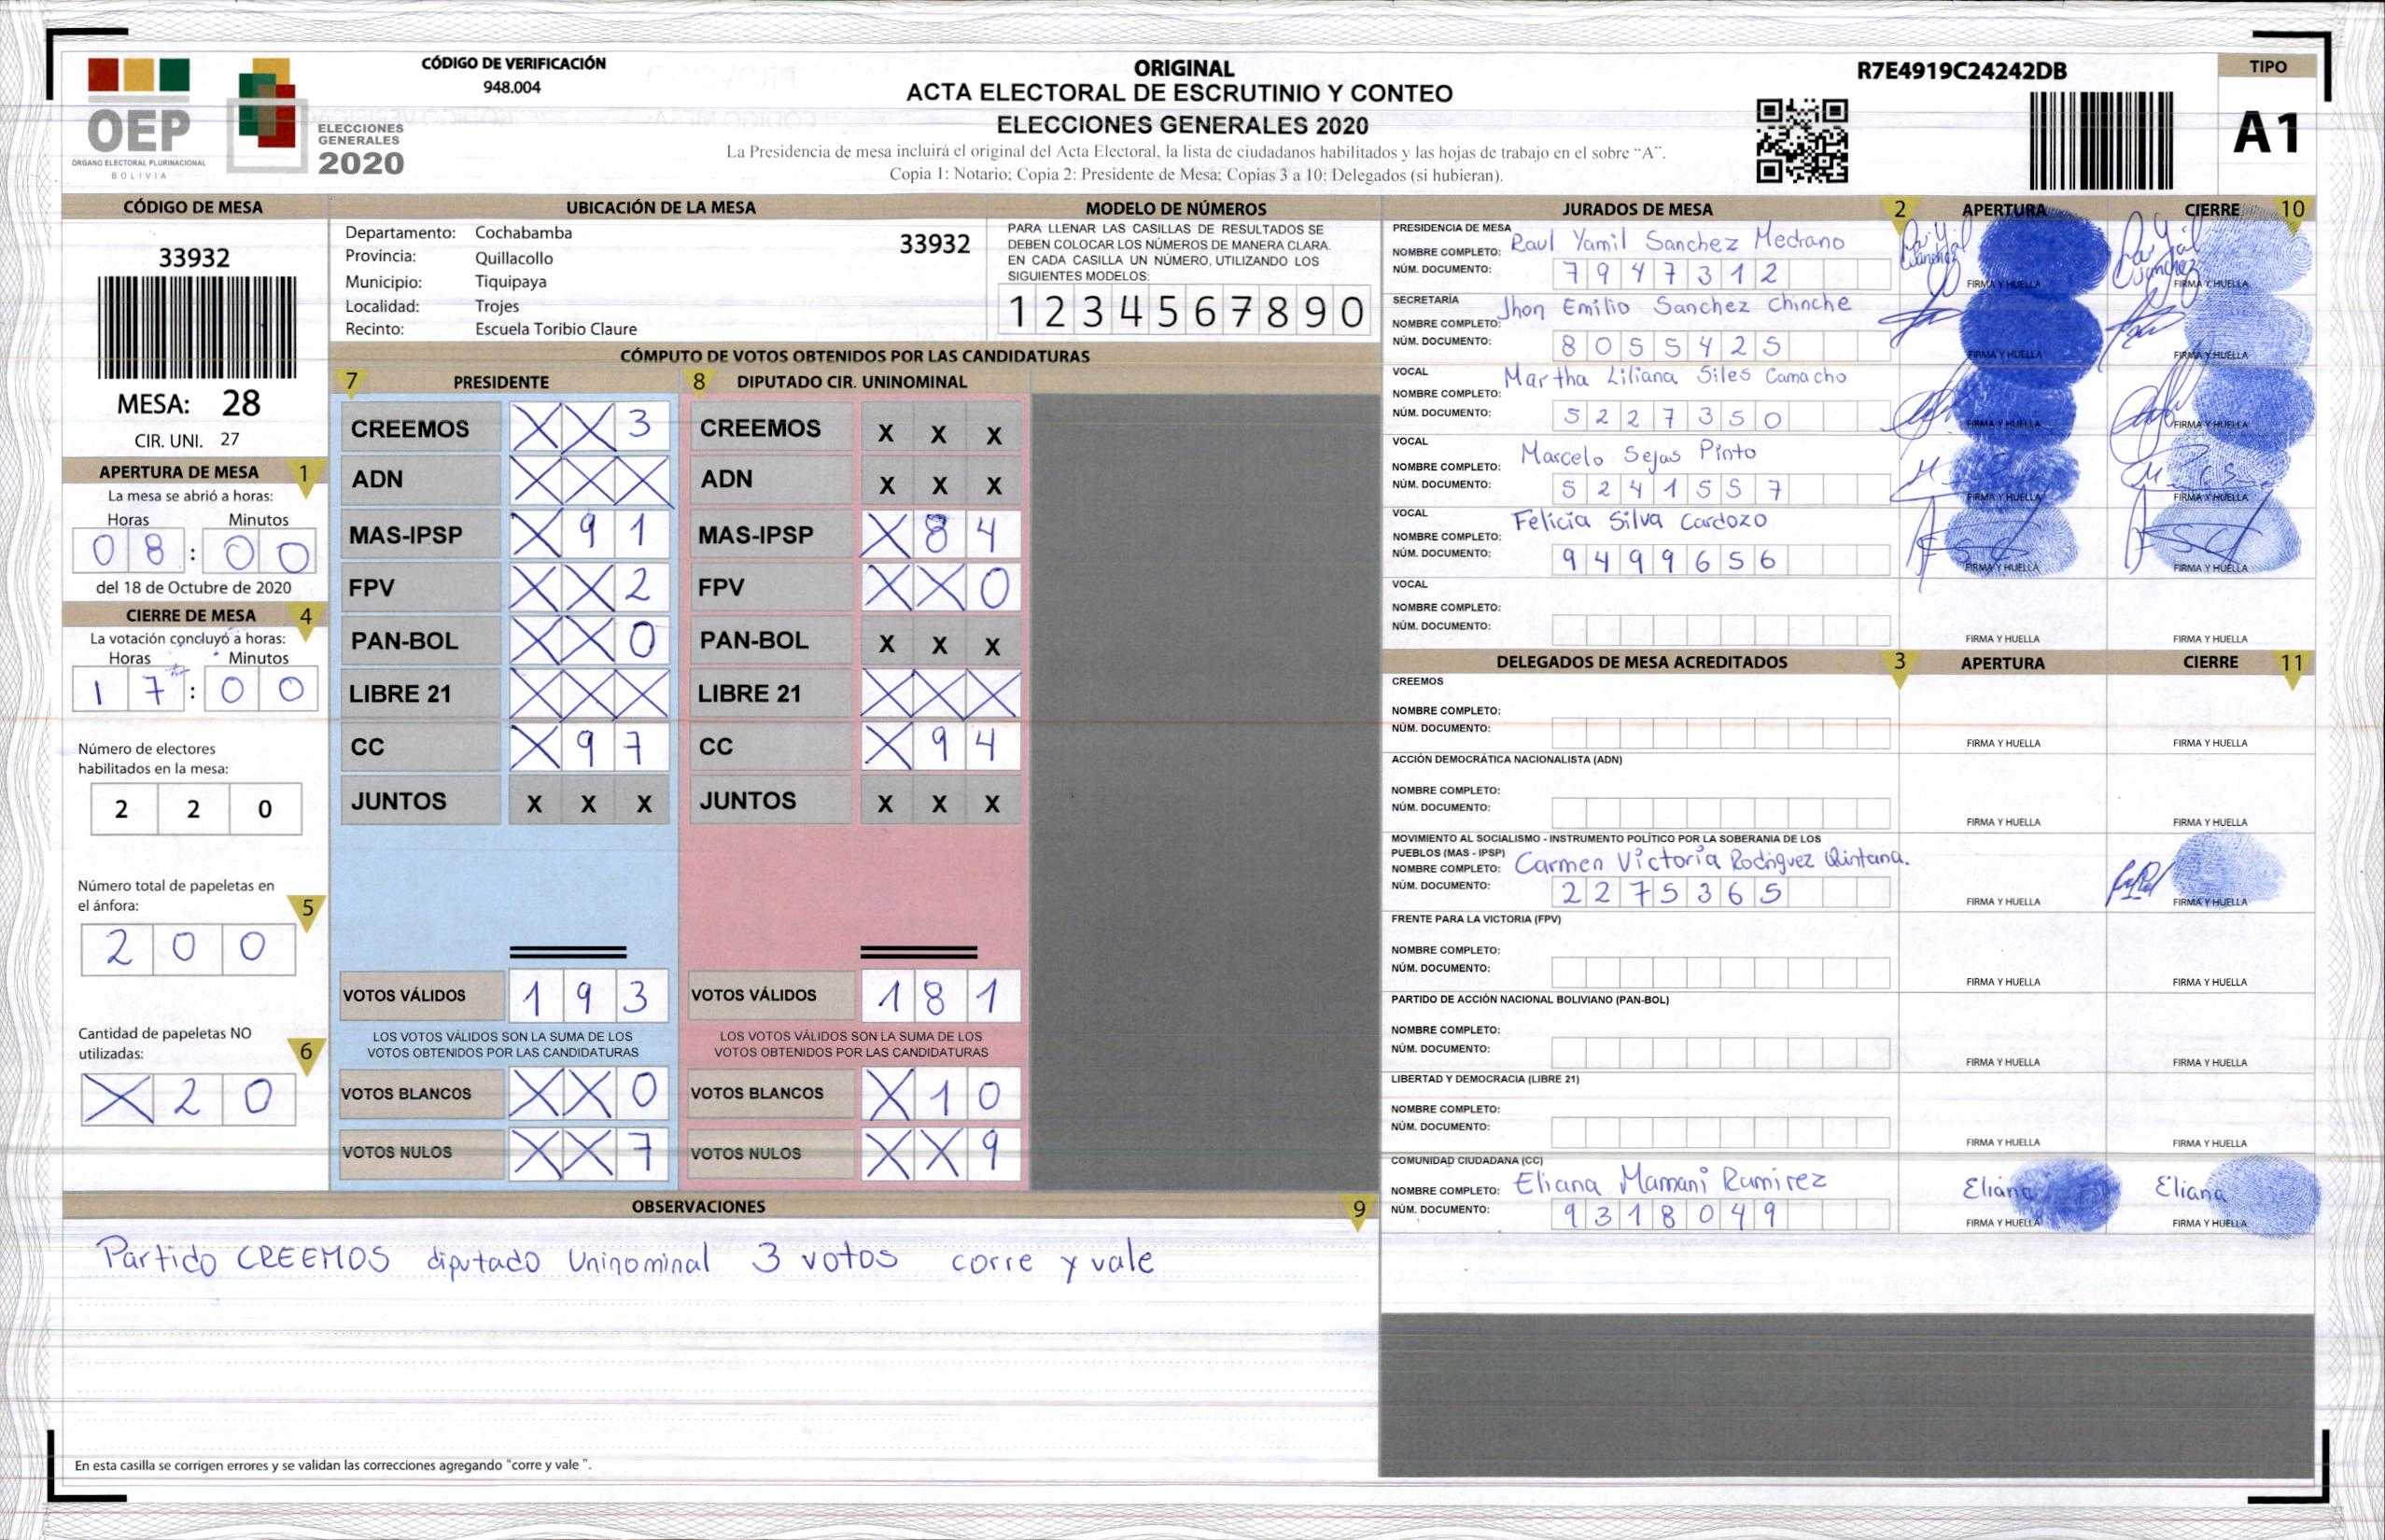 CÓDIGO DE VERIFICACIÓN
948.004
OEP
ÓRGANO ELECTORAL PLURINACIONAL
BOLIVIA
ELECCIONES
GENERALES
2020
ORIGINAL
ACTA ELECTORAL DE ESCRUTINIO Y CONTEO
ELECCIONES GENERALES 2020
La Presidencia de mesa incluirá el original del Acta Electoral, la lista de ciudadanos habilitados y las hojas de trabajo en el sobre "A".
Copia 1: Notario; Copia 2: Presidente de Mesa; Copias 3 a 10: Delegados (si hubieran).
R7E4919C24242DB
TIPO
A1
CÓDIGO DE MESA
33932
MESA: 28
CIR. UNI. 27
APERTURA DE MESA 1
La mesa se abrió a horas:
Horas Minutos
0 8 : 0 0
del 18 de Octubre de 2020
CIERRE DE MESA 4
La votación concluyó a horas:
Horas Minutos
1 7 : 0 0
Número de electores
habilitados en la mesa:
2 2 0
Número total de papeletas en
el ánfora: 5
2 0 0
Cantidad de papeletas NO
utilizadas: 6
X 2 0
UBICACIÓN DE LA MESA
Departamento: Cochabamba 33932
Provincia: Quillacollo
Municipio: Tiquipaya
Localidad: Trojes
Recinto: Escuela Toribio Claure
MODELO DE NÚMEROS
PARA LLENAR LAS CASILLAS DE RESULTADOS SE
DEBEN COLOCAR LOS NÚMEROS DE MANERA CLARA.
EN CADA CASILLA UN NÚMERO, UTILIZANDO LOS
SIGUIENTES MODELOS:
1 2 3 4 5 6 7 8 9 0
CÓMPUTO DE VOTOS OBTENIDOS POR LAS CANDIDATURAS
7 PRESIDENTE 8 DIPUTADO CIR. UNINOMINAL
CREEMOS X X 3 CREEMOS X X X
ADN X X X ADN X X X
MAS-IPSP X 9 1 MAS-IPSP X 8 4
FPV X X 2 FPV X X 0
PAN-BOL X X 0 PAN-BOL X X X
LIBRE 21 X X X LIBRE 21 X X X
CC X 9 7 CC X 9 4
JUNTOS X X X JUNTOS X X X
VOTOS VÁLIDOS 1 9 3 VOTOS VÁLIDOS 1 8 1
LOS VOTOS VÁLIDOS SON LA SUMA DE LOS LOS VOTOS VÁLIDOS SON LA SUMA DE LOS
VOTOS OBTENIDOS POR LAS CANDIDATURAS VOTOS OBTENIDOS POR LAS CANDIDATURAS
VOTOS BLANCOS X X 0 VOTOS BLANCOS X 1 0
VOTOS NULOS X X 7 VOTOS NULOS X X 9
OBSERVACIONES 9
Partido CREEMOS diputado Uninominal 3 votos corre y vale
En esta casilla se corrigen errores y se validan las correcciones agregando "corre y vale ".
JURADOS DE MESA 2 APERTURA CIERRE 10
PRESIDENCIA DE MESA
NOMBRE COMPLETO: Raul Yamil Sanchez Medrano
NÚM. DOCUMENTO: 7 9 4 7 3 1 2
FIRMA Y HUELLA FIRMA Y HUELLA
SECRETARÍA
NOMBRE COMPLETO: Jhon Emilio Sanchez Chinche
NÚM. DOCUMENTO: 8 0 5 5 4 2 5
FIRMA Y HUELLA FIRMA Y HUELLA
VOCAL
NOMBRE COMPLETO: Martha Liliana Siles Camacho
NÚM. DOCUMENTO: 5 2 2 7 3 5 0
FIRMA Y HUELLA FIRMA Y HUELLA
VOCAL
NOMBRE COMPLETO: Marcelo Sejas Pinto
NÚM. DOCUMENTO: 5 2 4 1 5 5 7
FIRMA Y HUELLA FIRMA Y HUELLA
VOCAL
NOMBRE COMPLETO: Felicia Silva Cardozo
NÚM. DOCUMENTO: 9 4 9 9 6 5 6
FIRMA Y HUELLA FIRMA Y HUELLA
VOCAL
NOMBRE COMPLETO:
NÚM. DOCUMENTO:
FIRMA Y HUELLA FIRMA Y HUELLA
DELEGADOS DE MESA ACREDITADOS 3 APERTURA CIERRE 11
CREEMOS
NOMBRE COMPLETO:
NÚM. DOCUMENTO:
FIRMA Y HUELLA FIRMA Y HUELLA
ACCIÓN DEMOCRÁTICA NACIONALISTA (ADN)
NOMBRE COMPLETO:
NÚM. DOCUMENTO:
FIRMA Y HUELLA FIRMA Y HUELLA
MOVIMIENTO AL SOCIALISMO - INSTRUMENTO POLÍTICO POR LA SOBERANIA DE LOS
PUEBLOS (MAS - IPSP)
NOMBRE COMPLETO: Carmen Victoria Rodriguez Quintana.
NÚM. DOCUMENTO: 2 2 7 5 3 6 5
FIRMA Y HUELLA FIRMA Y HUELLA
FRENTE PARA LA VICTORIA (FPV)
NOMBRE COMPLETO:
NÚM. DOCUMENTO:
FIRMA Y HUELLA FIRMA Y HUELLA
PARTIDO DE ACCIÓN NACIONAL BOLIVIANO (PAN-BOL)
NOMBRE COMPLETO:
NÚM. DOCUMENTO:
FIRMA Y HUELLA FIRMA Y HUELLA
LIBERTAD Y DEMOCRACIA (LIBRE 21)
NOMBRE COMPLETO:
NÚM. DOCUMENTO:
FIRMA Y HUELLA FIRMA Y HUELLA
COMUNIDAD CIUDADANA (CC)
NOMBRE COMPLETO: Eliana Mamani Ramirez
NÚM. DOCUMENTO: 9 3 1 8 0 4 9
Eliana Eliana
FIRMA Y HUELLA FIRMA Y HUELLA